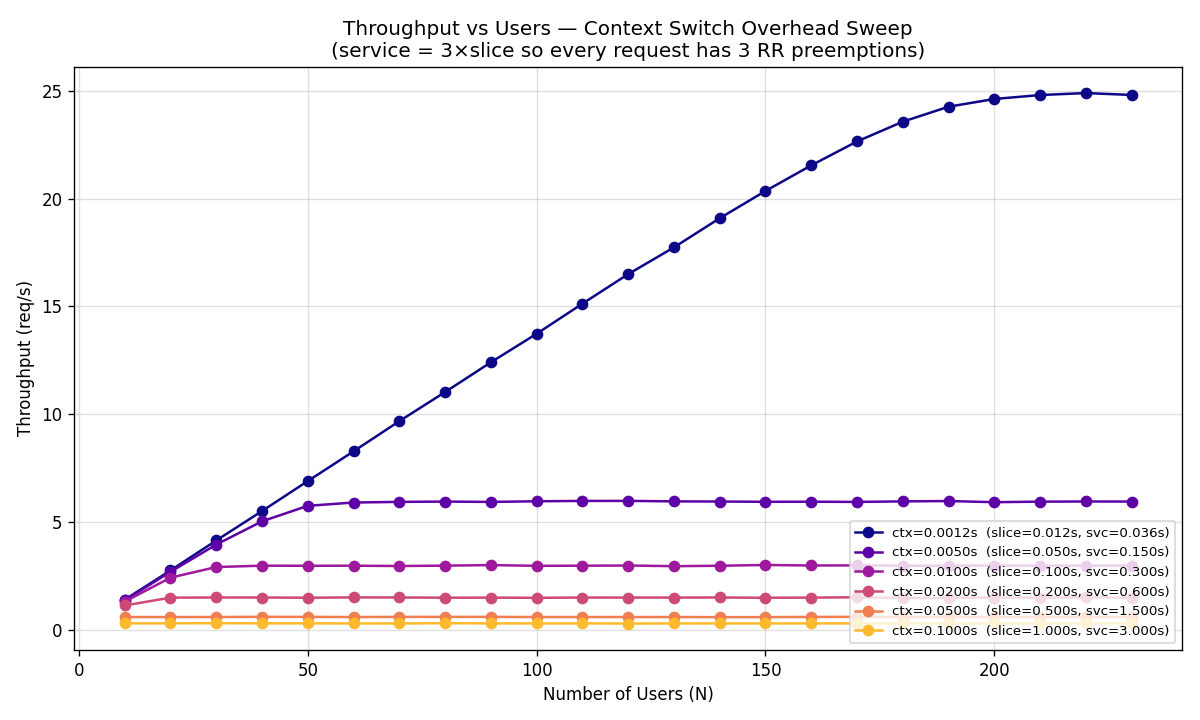 Throughput vs Users — Context Switch Overhead Sweep
(service = 3×slice so every request has 3 RR preemptions)
25
20
15
10
5
0
Throughput (req/s)
ctx=0.0012s (slice=0.012s, svc=0.036s)
ctx=0.0050s (slice=0.050s, svc=0.150s)
ctx=0.0100s (slice=0.100s, svc=0.300s)
ctx=0.0200s (slice=0.200s, svc=0.600s)
ctx=0.0500s (slice=0.500s, svc=1.500s)
ctx=0.1000s (slice=1.000s, svc=3.000s)
0 50 100 150 200
Number of Users (N)